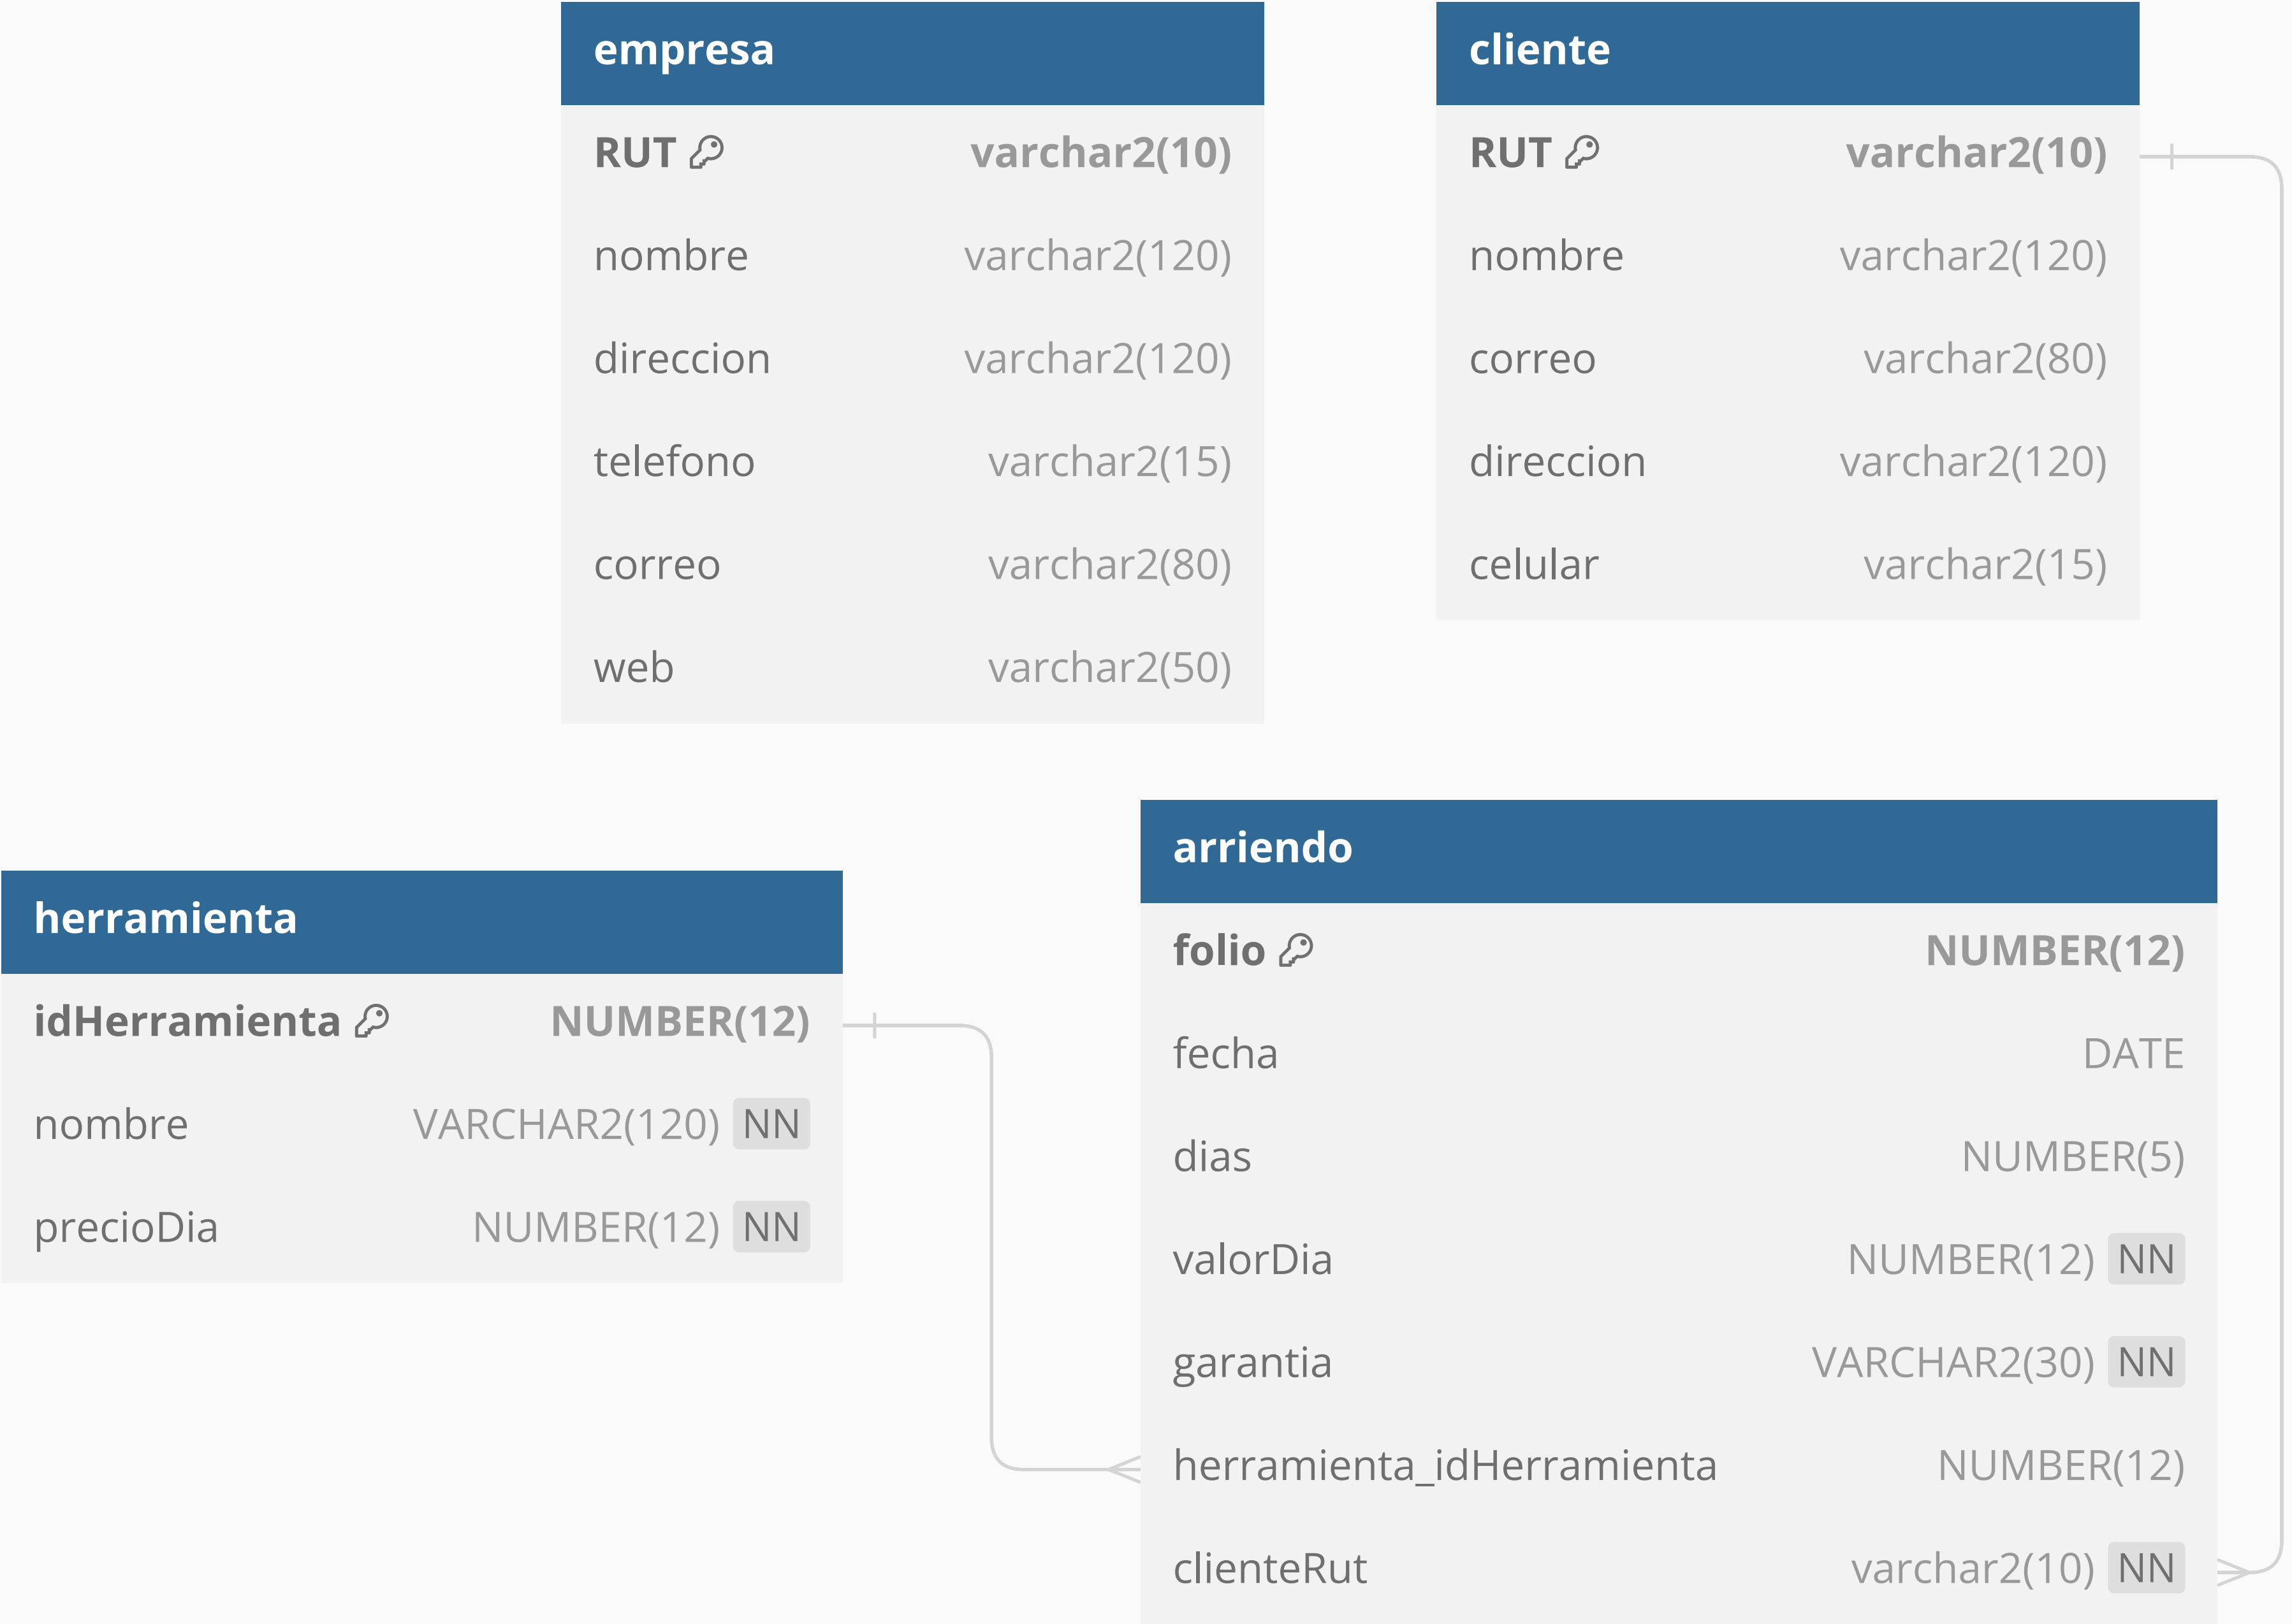 empresa
RUT varchar2(10)
nombre varchar2(120)
direccion varchar2(120)
telefono varchar2(15)
correo varchar2(80)
web varchar2(50)
cliente
RUT varchar2(10)
nombre varchar2(120)
correo varchar2(80)
direccion varchar2(120)
celular varchar2(15)
herramienta
idHerramienta NUMBER(12)
nombre VARCHAR2(120) NN
precioDia NUMBER(12) NN
arriendo
folio NUMBER(12)
fecha DATE
dias NUMBER(5)
valorDia NUMBER(12) NN
garantia VARCHAR2(30) NN
herramienta_idHerramienta NUMBER(12)
clienteRut varchar2(10) NN